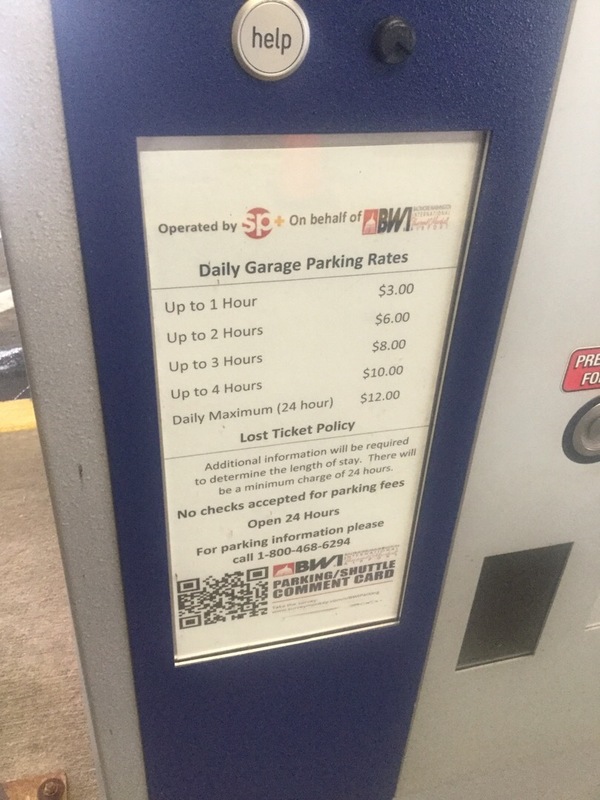 help
Operated by sp+ On behalf of BWI
INTERNATIONAL
Daily Garage Parking Rates
Up to 1 Hour $3.00
Up to 2 Hours $6.00
Up to 3 Hours $8.00
Up to 4 Hours $10.00
Daily Maximum (24 hour) $12.00
Lost Ticket Policy
Additional information will be required
to determine the length of stay. There will
be a minimum charge of 24 hours.
No checks accepted for parking fees
Open 24 Hours
For parking information please
call 1-800-468-6294
BWI
PARKING/SHUTTLE
COMMENT CARD
PRE
FO